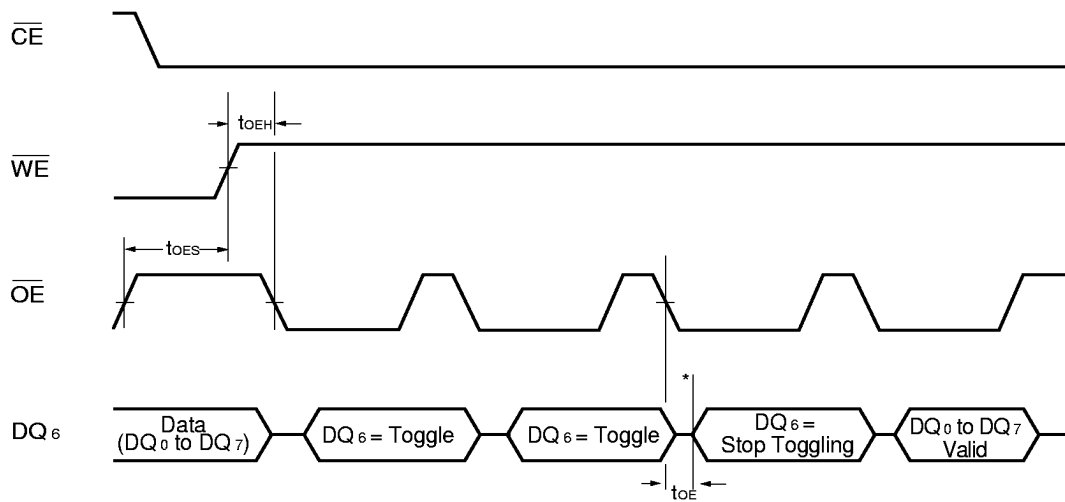 CE
tOEH
WE
tOES
OE
*
DQ6
Data
(DQ0 to DQ7)
DQ6 = Toggle
DQ6 = Toggle
DQ6 =
Stop Toggling
DQ0 to DQ7
Valid
tOE